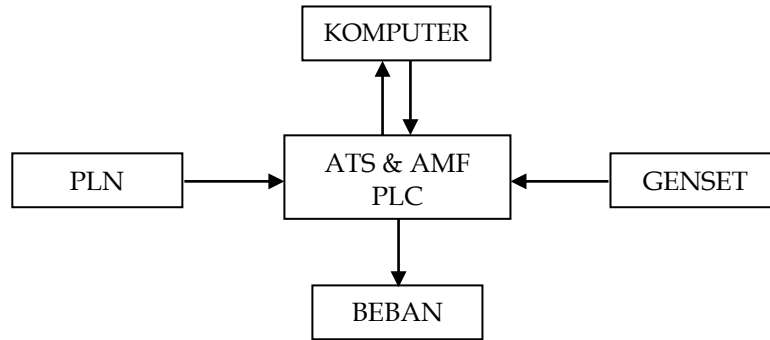 KOMPUTER
PLN
ATS & AMF
PLC
GENSET
BEBAN